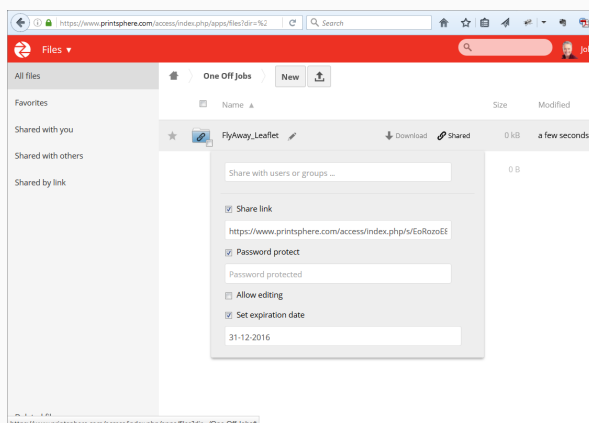 https://www.printsphere.com/access/index.php/apps/files?dir=%2
Search
Files ▾
All files
One Off Jobs
New
Favorites
Name ▲
Size
Modified
Shared with you
FlyAway_Leaflet
Download
Shared
0 kB
a few seconds
Shared with others
Share with users or groups ...
0 B
Shared by link
Share link
https://www.printsphere.com/access/index.php/s/EoRozoE
Password protect
Password protected
Allow editing
Set expiration date
31-12-2016